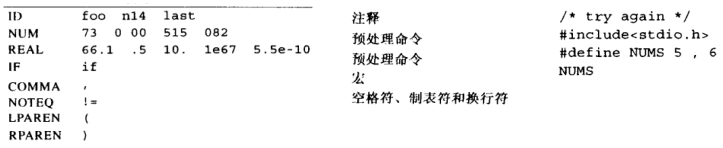 ID foo n14 last
NUM 73 0 00 515 082
REAL 66.1 .5 10. 1e67 5.5e-10
IF if
COMMA ,
NOTEQ !=
LPAREN (
RPAREN )
注释 /* try again */
预处理命令 #include<stdio.h>
预处理命令 #define NUMS 5 , 6
宏 NUMS
空格符、制表符和换行符